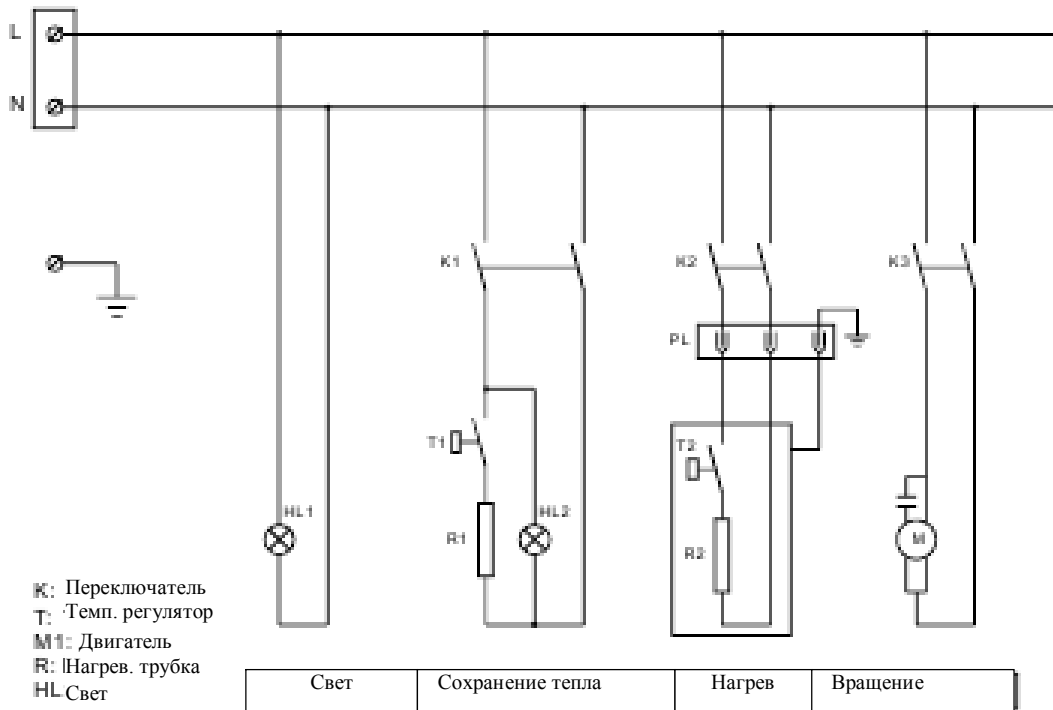 L
N
K1
K2
K3
PL
T1
T2
HL1
HL2
R1
R2
M
K: Переключатель
T: Темп. регулятор
M1: Двигатель
R: Нагрев. трубка
HL Свет
Свет Сохранение тепла Нагрев Вращение